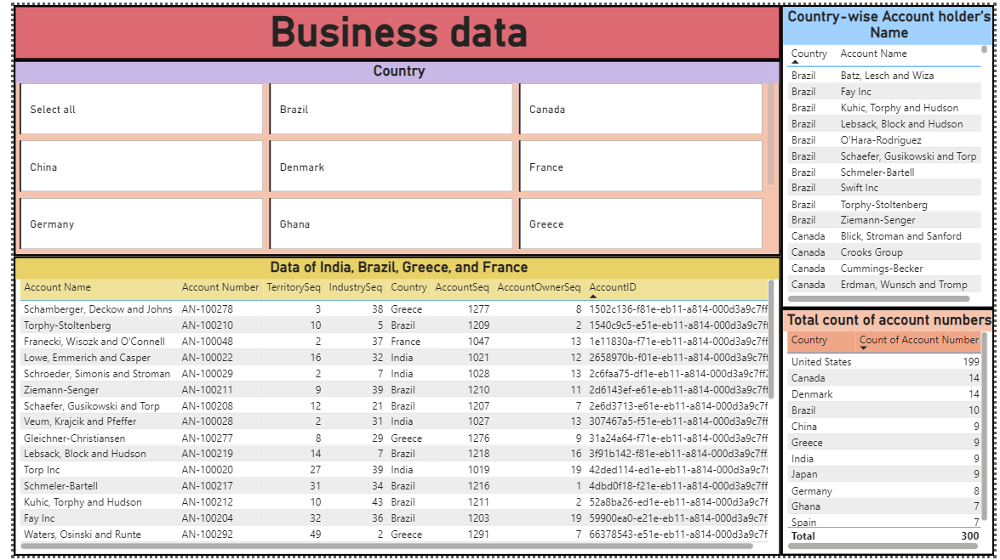 Business data
Country
Select all Brazil Canada
China Denmark France
Germany Ghana Greece
Data of India, Brazil, Greece, and France
Account Name Account Number TerritorySeq IndustrySeq Country AccountSeq AccountOwnerSeq AccountID
Schamberger, Deckow and Johns AN-100278 3 38 Greece 1277 8 1502c136-f81e-eb11-a814-000d3a9c7ff
Torphy-Stoltenberg AN-100210 10 5 Brazil 1209 2 1540c9c5-e51e-eb11-a814-000d3a9c7ff
Franecki, Wisozk and O'Connell AN-100048 2 37 France 1047 13 1e11830a-f71e-eb11-a814-000d3a9c7ff
Lowe, Emmerich and Casper AN-100022 16 32 India 1021 12 2658970b-f01e-eb11-a814-000d3a9c7ff
Schroeder, Simonis and Stroman AN-100029 2 7 India 1028 13 2c6faa75-df1e-eb11-a814-000d3a9c7ff2
Ziemann-Senger AN-100211 9 39 Brazil 1210 11 2d6143ef-e61e-eb11-a814-000d3a9c7ff
Schaefer, Gusikowski and Torp AN-100208 12 21 Brazil 1207 7 2e6d3713-e61e-eb11-a814-000d3a9c7ff
Veum, Krajcik and Pfeffer AN-100028 2 31 India 1027 13 307467a5-f51e-eb11-a814-000d3a9c7ff
Gleichner-Christiansen AN-100277 8 29 Greece 1276 9 31a24a64-f71e-eb11-a814-000d3a9c7ff
Lebsack, Block and Hudson AN-100219 14 7 Brazil 1218 16 3f91b142-f81e-eb11-a814-000d3a9c7ff
Torp Inc AN-100020 27 39 India 1019 19 42ded114-ed1e-eb11-a814-000d3a9c7f
Schmeler-Bartell AN-100217 31 34 Brazil 1216 1 4dbd0f18-f21e-eb11-a814-000d3a9c7ff
Kuhic, Torphy and Hudson AN-100212 10 43 Brazil 1211 2 52a8ba26-ed1e-eb11-a814-000d3a9c7ff
Fay Inc AN-100204 32 36 Brazil 1203 19 59900ea0-e21e-eb11-a814-000d3a9c7ff
Waters, Osinski and Runte AN-100292 49 2 Greece 1291 7 66378543-e51e-eb11-a814-000d3a9c7f
Country-wise Account holder's
Name
Country Account Name
Brazil Batz, Lesch and Wiza
Brazil Fay Inc
Brazil Kuhic, Torphy and Hudson
Brazil Lebsack, Block and Hudson
Brazil O'Hara-Rodriguez
Brazil Schaefer, Gusikowski and Torp
Brazil Schmeler-Bartell
Brazil Swift Inc
Brazil Torphy-Stoltenberg
Brazil Ziemann-Senger
Canada Blick, Stroman and Sanford
Canada Crooks Group
Canada Cummings-Becker
Canada Erdman, Wunsch and Tromp
Total count of account numbers
Country Count of Account Number
United States 199
Canada 14
Denmark 14
Brazil 10
China 9
Greece 9
India 9
Japan 9
Germany 8
Ghana 7
Spain 7
Total 300